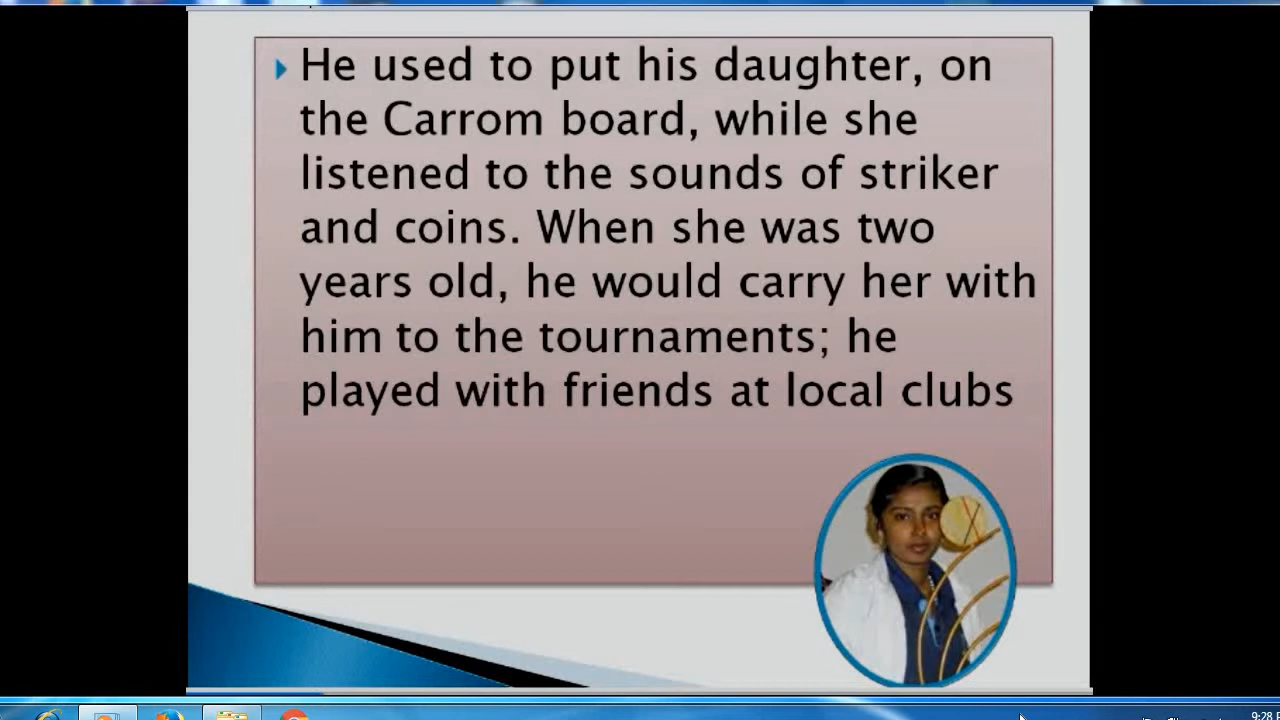 He used to put his daughter, on
the Carrom board, while she
listened to the sounds of striker
and coins. When she was two
years old, he would carry her with
him to the tournaments; he
played with friends at local clubs
9:28